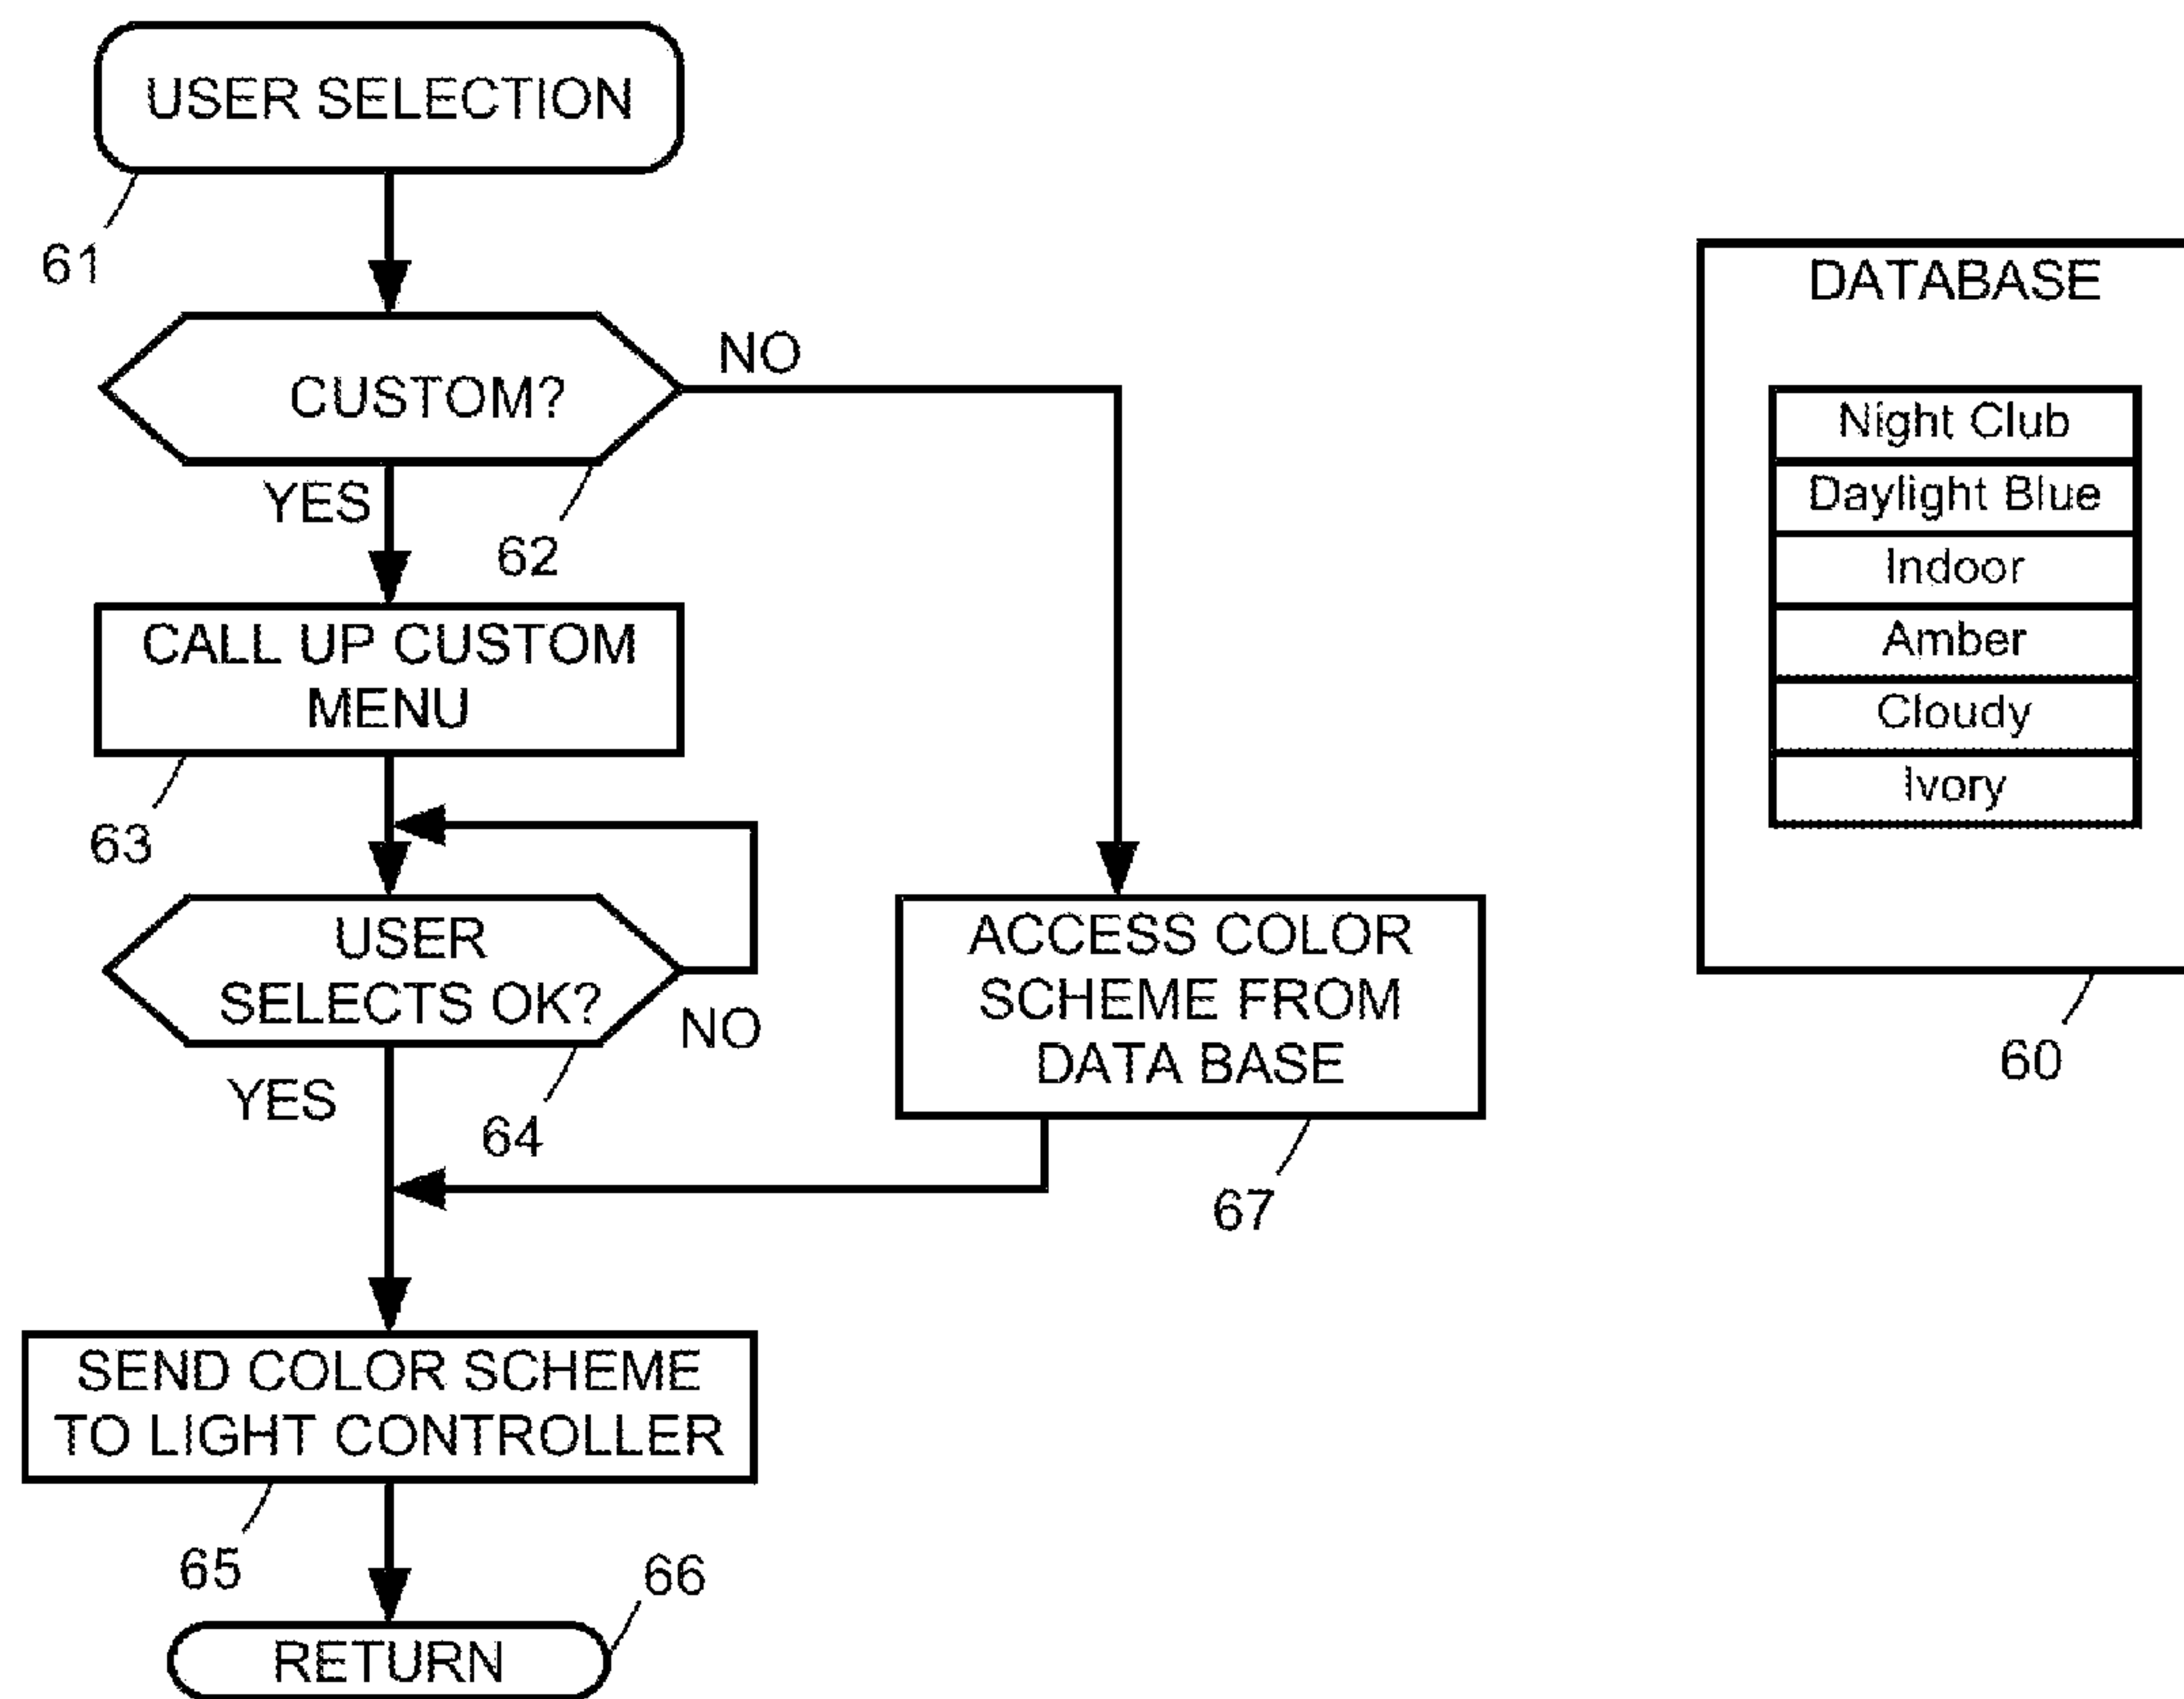 USER SELECTION
61
CUSTOM?
NO
YES
62
CALL UP CUSTOM
MENU
63
USER
SELECTS OK?
NO
YES
64
ACCESS COLOR
SCHEME FROM
DATA BASE
67
SEND COLOR SCHEME
TO LIGHT CONTROLLER
65
66
RETURN
DATABASE
Night Club
Daylight Blue
Indoor
Amber
Cloudy
Ivory
60